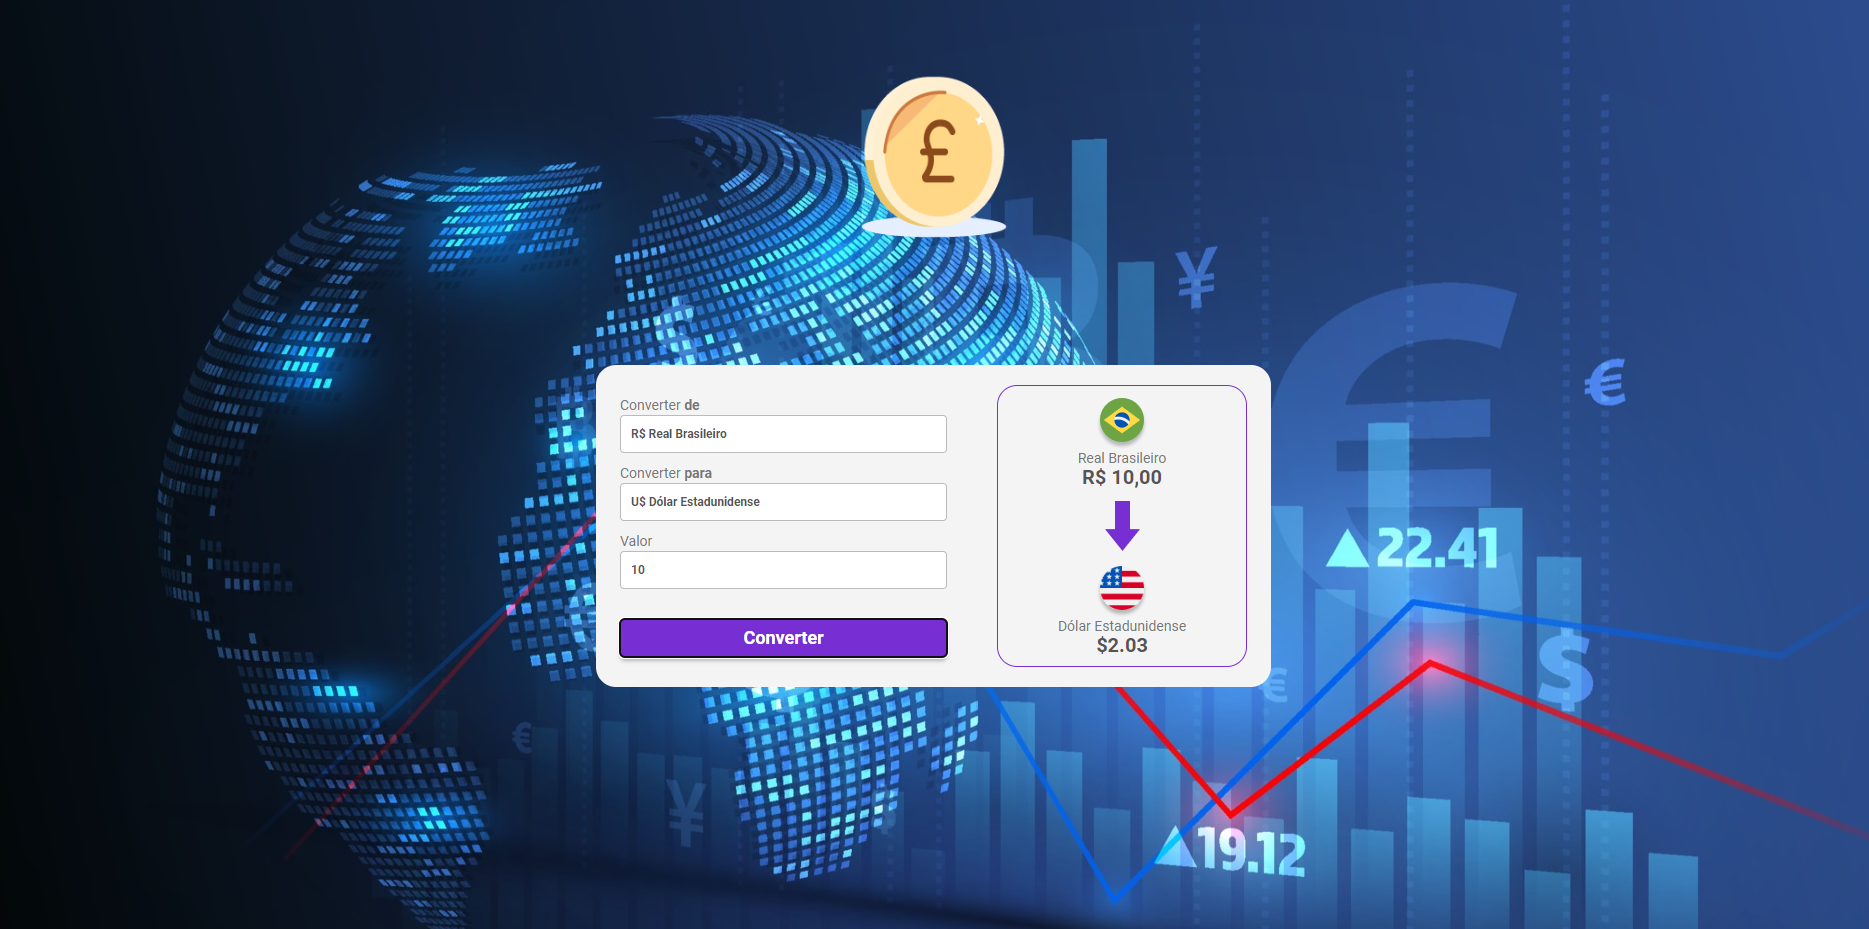 £
Converter de
R$ Real Brasileiro
Converter para
U$ Dólar Estadunidense
Valor
10
Converter
Real Brasileiro
R$ 10,00
Dólar Estadunidense
$2.03
¥
€
€
▲22.41
$
€
€
¥
▲19.12